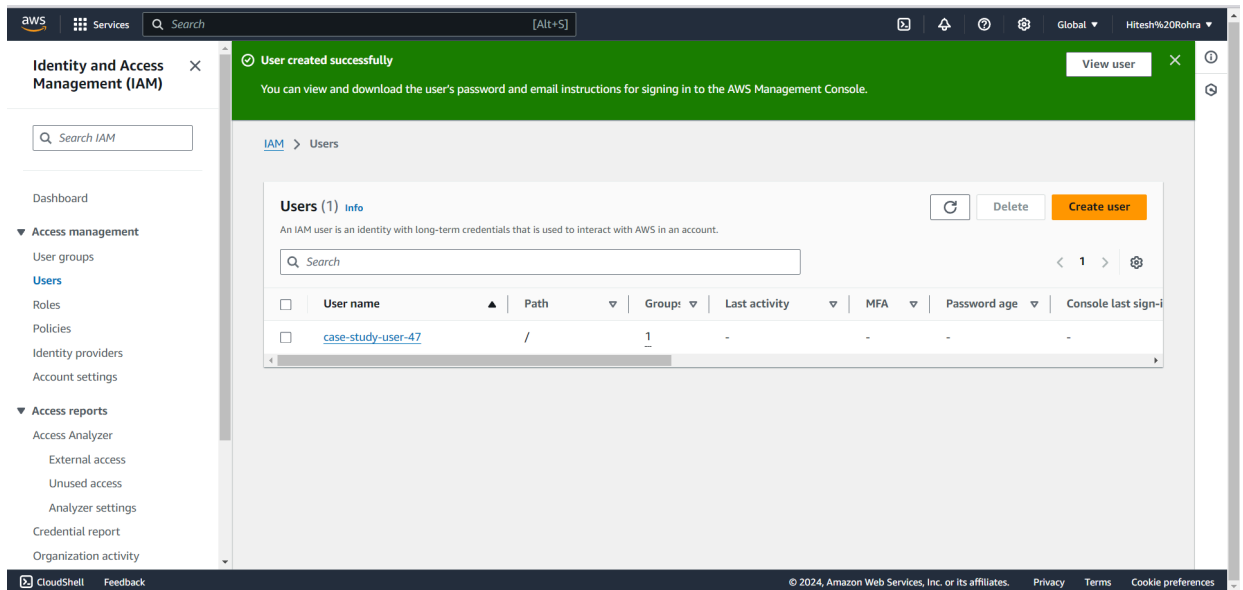 aws
Services
Search
[Alt+S]
Global
Hitesh%20Rohra
Identity and Access
Management (IAM)
Search IAM
Dashboard
Access management
User groups
Users
Roles
Policies
Identity providers
Account settings
Access reports
Access Analyzer
External access
Unused access
Analyzer settings
Credential report
Organization activity
User created successfully
You can view and download the user's password and email instructions for signing in to the AWS Management Console.
View user
IAM > Users
Users (1) Info
An IAM user is an identity with long-term credentials that is used to interact with AWS in an account.
Delete
Create user
Search
< 1 >
User name Path Groups Last activity MFA Password age Console last sign-i
case-study-user-47 / 1 - - - -
CloudShell Feedback
© 2024, Amazon Web Services, Inc. or its affiliates. Privacy Terms Cookie preferences